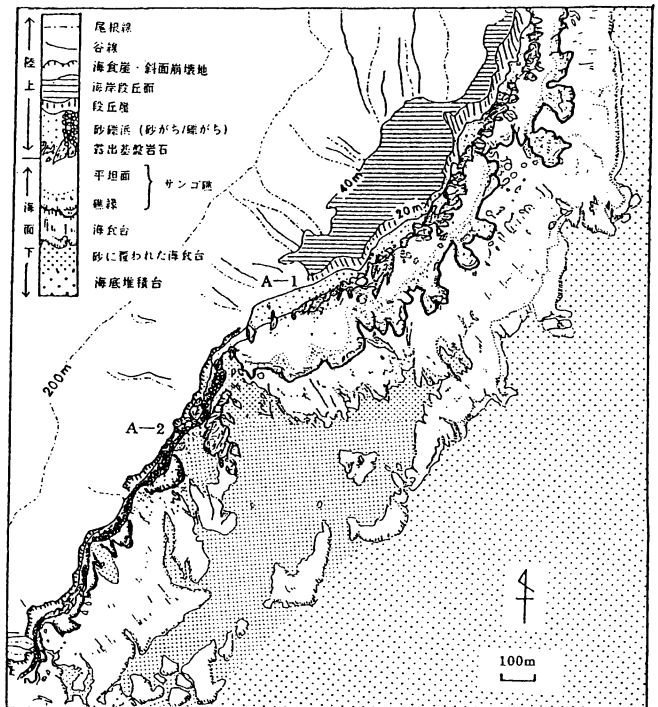 陸上
海面下
尾根線
谷線
海食崖・斜面崩壊地
海岸段丘面
段丘崖
砂礫浜（砂がち/礫がち）
露出基盤岩石
平坦面
サンゴ礁
礁縁
海食台
砂に覆われた海食台
海底堆積台
40m
20m
A—1
200m
A—2
100m